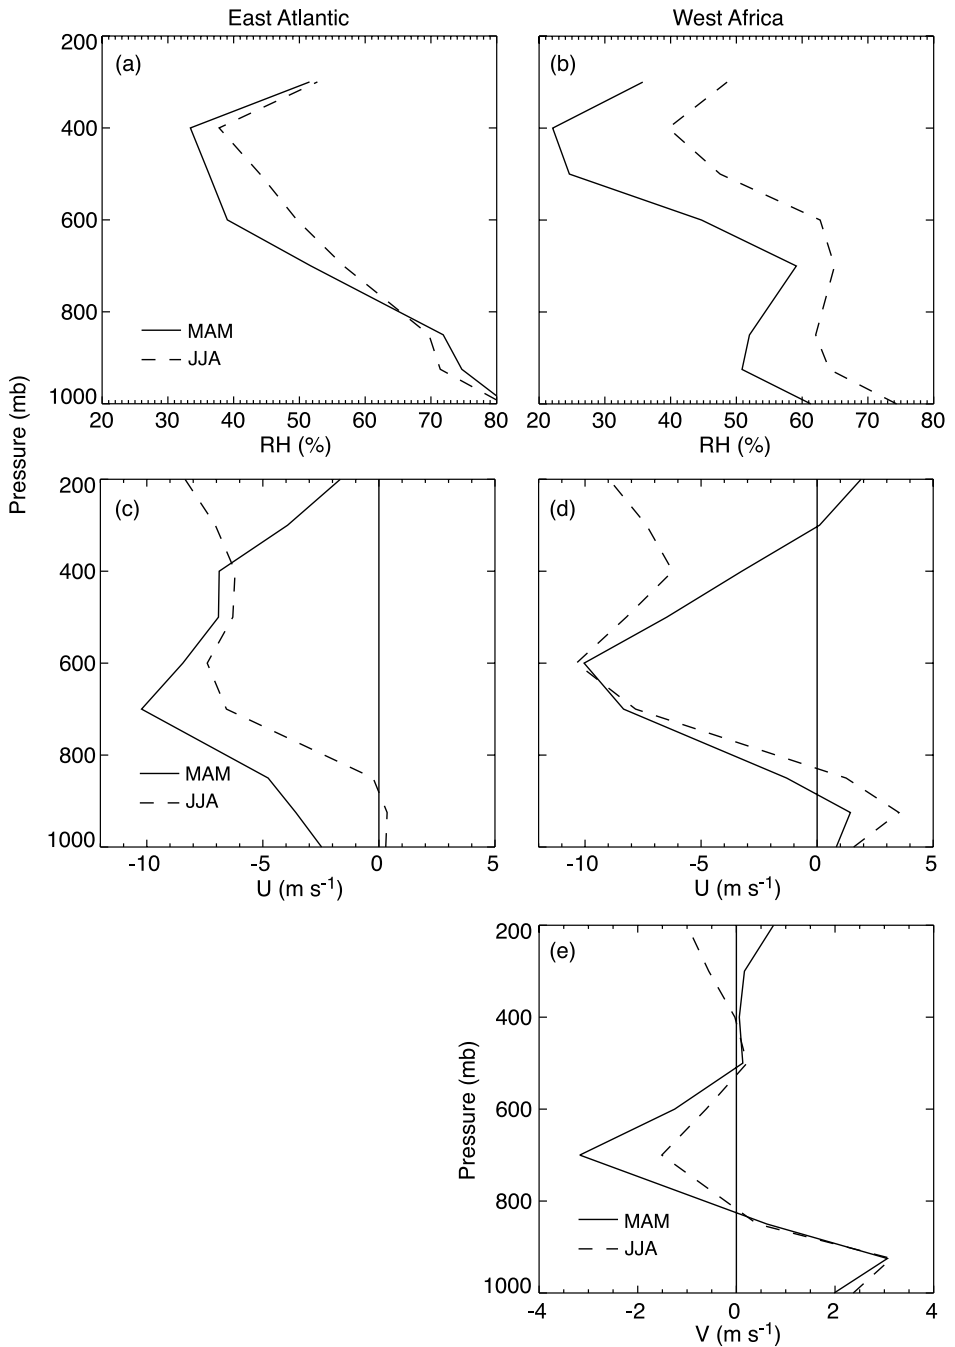 East Atlantic
West Africa
200
400
600
800
1000
(a)
MAM
JJA
20 30 40 50 60 70 80
RH (%)
(b)
20 30 40 50 60 70 80
RH (%)
Pressure (mb)
200
400
600
800
1000
(c)
MAM
JJA
-10 -5 0 5
U (m s-1)
(d)
-10 -5 0 5
U (m s-1)
Pressure (mb)
200
400
600
800
1000
(e)
MAM
JJA
-4 -2 0 2 4
V (m s-1)